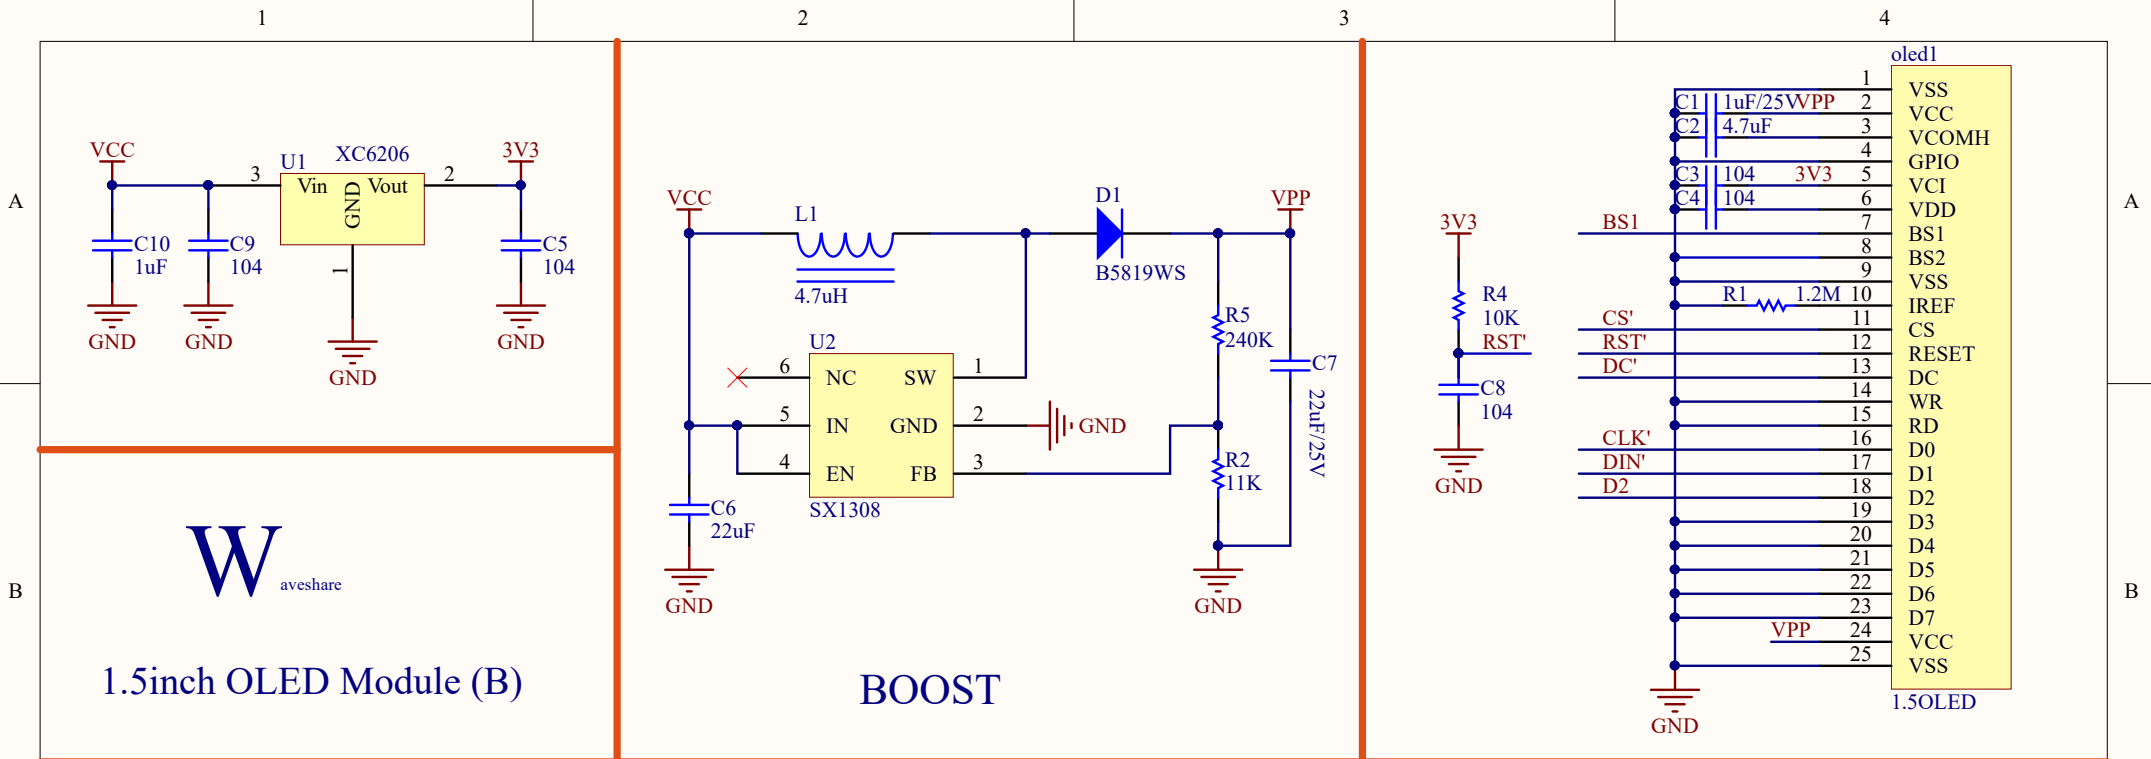 1
2
3
4
A
B
A
B
VCC
U1
XC6206
3V3
3
Vin
Vout
2
GND
1
C10
1uF
C9
104
C5
104
GND
GND
GND
GND
W
aveshare
1.5inch OLED Module (B)
VCC
L1
4.7uH
D1
B5819WS
VPP
R5
240K
C7
22uF/25V
U2
6
NC
SW
1
5
IN
GND
2
GND
4
EN
FB
3
SX1308
R2
11K
C6
22uF
GND
GND
BOOST
3V3
R4
10K
RST'
C8
104
GND
oled1
1 VSS
C1 1uF/25V VPP 2 VCC
C2 4.7uF 3 VCOMH
4 GPIO
C3 104 3V3 5 VCI
C4 104 6 VDD
BS1 7 BS1
8 BS2
9 VSS
R1 1.2M 10 IREF
CS' 11 CS
RST' 12 RESET
DC' 13 DC
14 WR
15 RD
CLK' 16 D0
DIN' 17 D1
D2 18 D2
19 D3
20 D4
21 D5
22 D6
23 D7
VPP 24 VCC
25 VSS
1.5OLED
GND